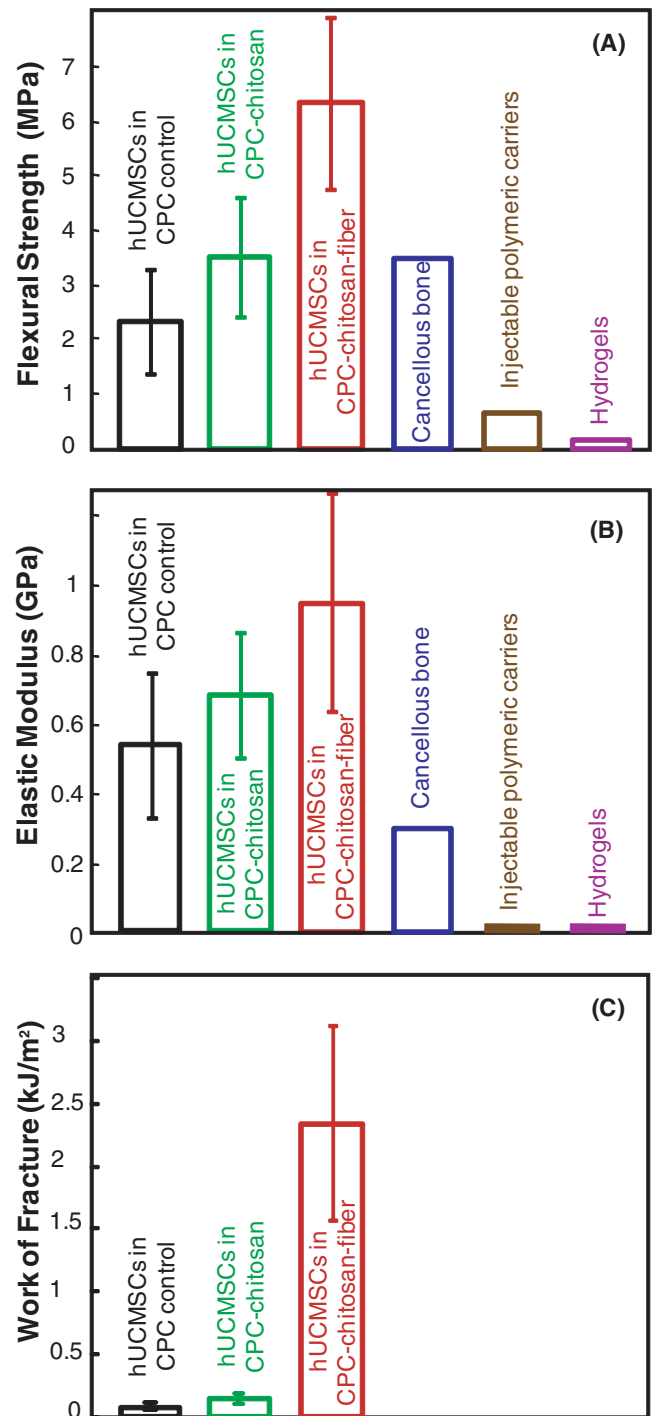 (A)
Flexural Strength (MPa)
7
6
5
4
3
2
1
0
hUCMSCs in
CPC control
hUCMSCs in
CPC-chitosan
hUCMSCs in
CPC-chitosan-fiber
Cancellous bone
Injectable polymeric carriers
Hydrogels
(B)
Elastic Modulus (GPa)
1
0.8
0.6
0.4
0.2
0
hUCMSCs in
CPC control
hUCMSCs in
CPC-chitosan
hUCMSCs in
CPC-chitosan-fiber
Cancellous bone
Injectable polymeric carriers
Hydrogels
(C)
Work of Fracture (kJ/m²)
3
2.5
2
1.5
1
0.5
0
hUCMSCs in
CPC control
hUCMSCs in
CPC-chitosan
hUCMSCs in
CPC-chitosan-fiber